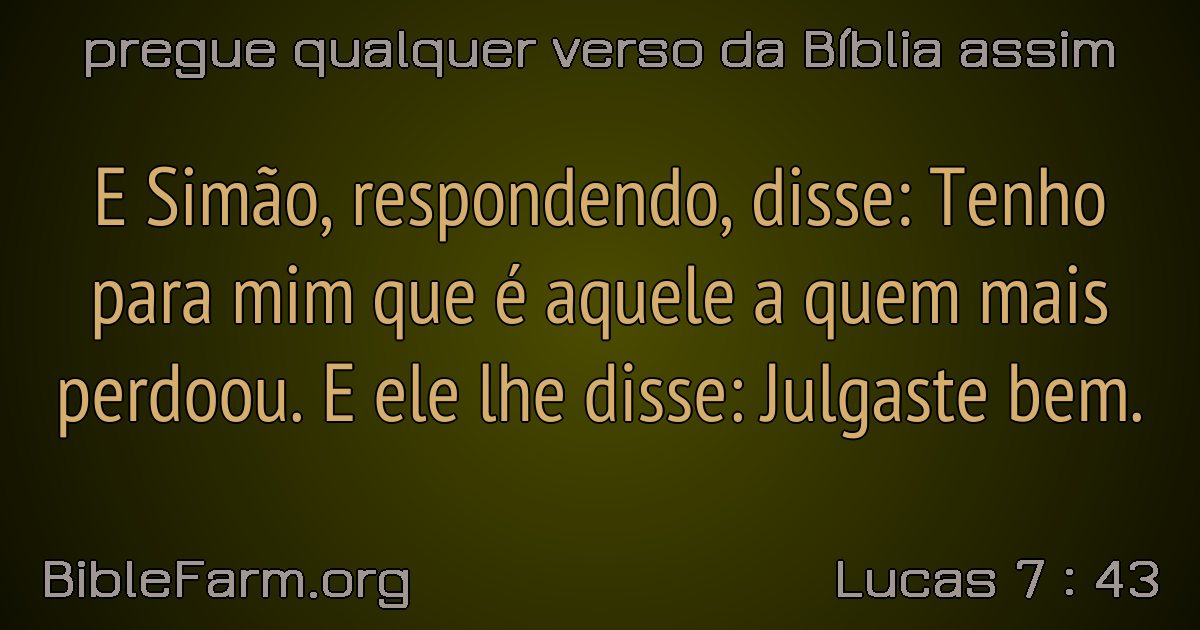 pregue qualquer verso da Bíblia assim
E Simão, respondendo, disse: Tenho
para mim que é aquele a quem mais
perdoou. E ele lhe disse: Julgaste bem.
BibleFarm.org
Lucas 7 : 43